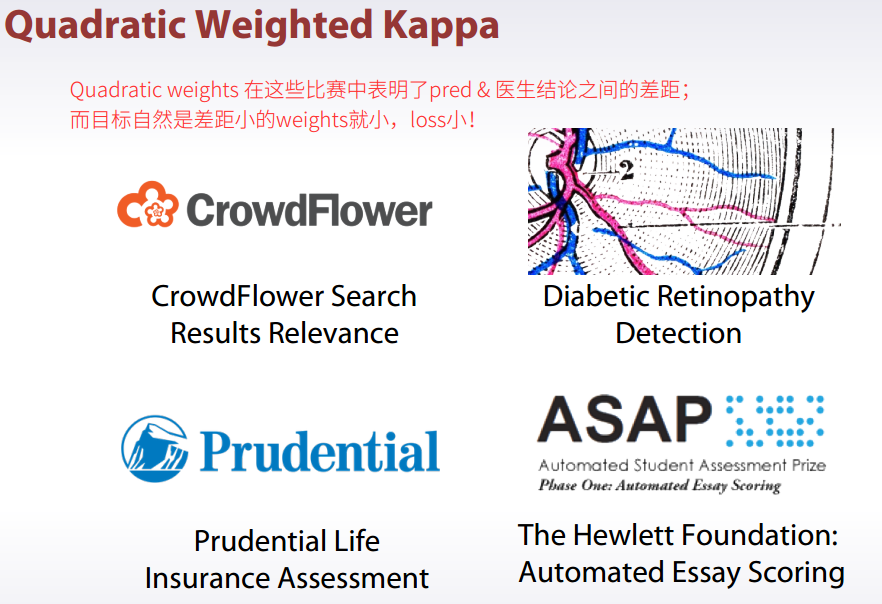 Quadratic Weighted Kappa
Quadratic weights 在这些比赛中表明了pred & 医生结论之间的差距；
而目标自然是差距小的weights就小，loss小！
2
CrowdFlower
CrowdFlower Search
Results Relevance
Diabetic Retinopathy
Detection
Prudential
ASAP
Automated Student Assessment Prize
Phase One: Automated Essay Scoring
Prudential Life
Insurance Assessment
The Hewlett Foundation:
Automated Essay Scoring